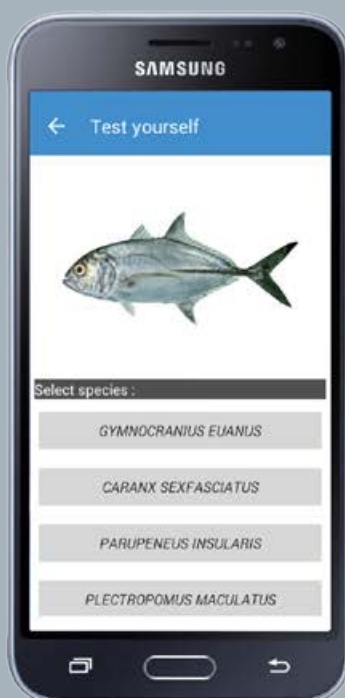 SAMSUNG
Test yourself
Select species :
GYMNOCRANIUS EUANUS
CARANX SEXFASCIATUS
PARUPENEUS INSULARIS
PLECTROPOMUS MACULATUS